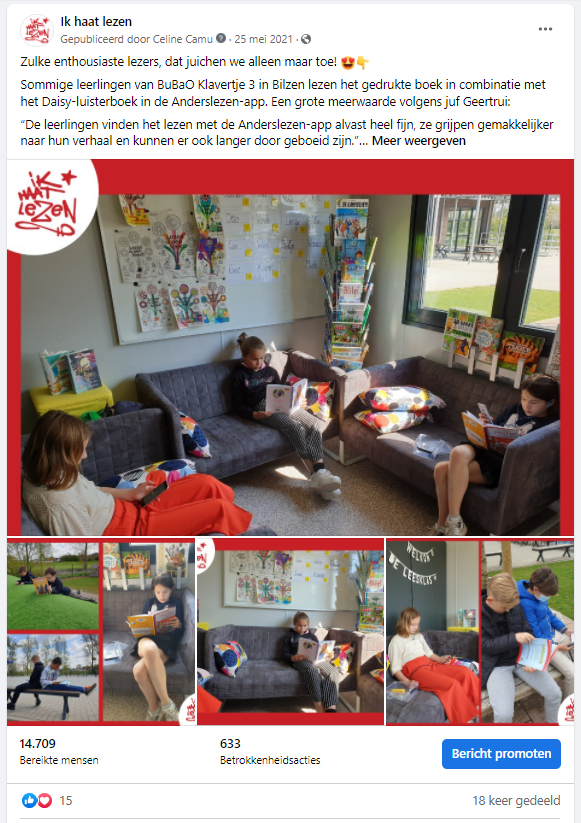 Ik haat lezen
Gepubliceerd door Celine Camu · 25 mei 2021 ·
Zulke enthousiaste lezers, dat juichen we alleen maar toe! 😍👇
Sommige leerlingen van BuBaO Klavertje 3 in Bilzen lezen het gedrukte boek in combinatie met
het Daisy-luisterboek in de Anderslezen-app. Een grote meerwaarde volgens juf Geertrui:
“De leerlingen vinden het lezen met de Anderslezen-app alvast heel fijn, ze grijpen gemakkelijker
naar hun verhaal en kunnen er ook langer door geboeid zijn.”... Meer weergeven
iK
HAAT
LeZEN
WELKOM
DE LEESKLAS
14.709
Bereikte mensen
633
Betrokkenheidsacties
Bericht promoten
15
18 keer gedeeld